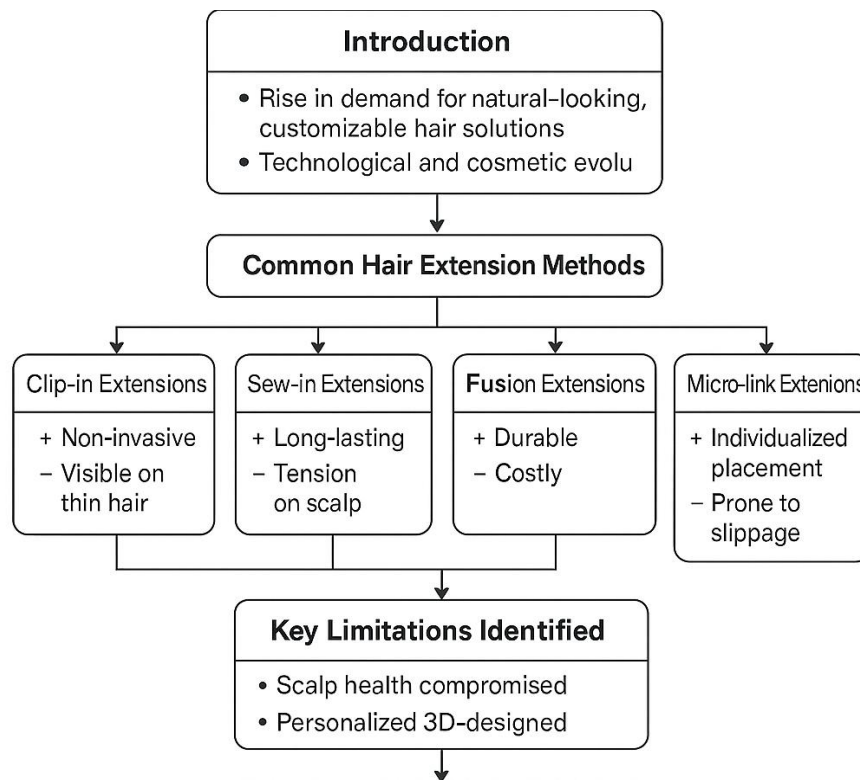 Introduction
• Rise in demand for natural–looking,
customizable hair solutions
• Technological and cosmetic evolu
Common Hair Extension Methods
Clip-in Extensions
+ Non-invasive
– Visible on
thin hair
Sew-in Extensions
+ Long-lasting
– Tension
on scalp
Fusion Extensions
+ Durable
– Costly
Micro-link Extenions
+ Individualized
placement
– Prone to
slippage
Key Limitations Identified
• Scalp health compromised
• Personalized 3D-designed